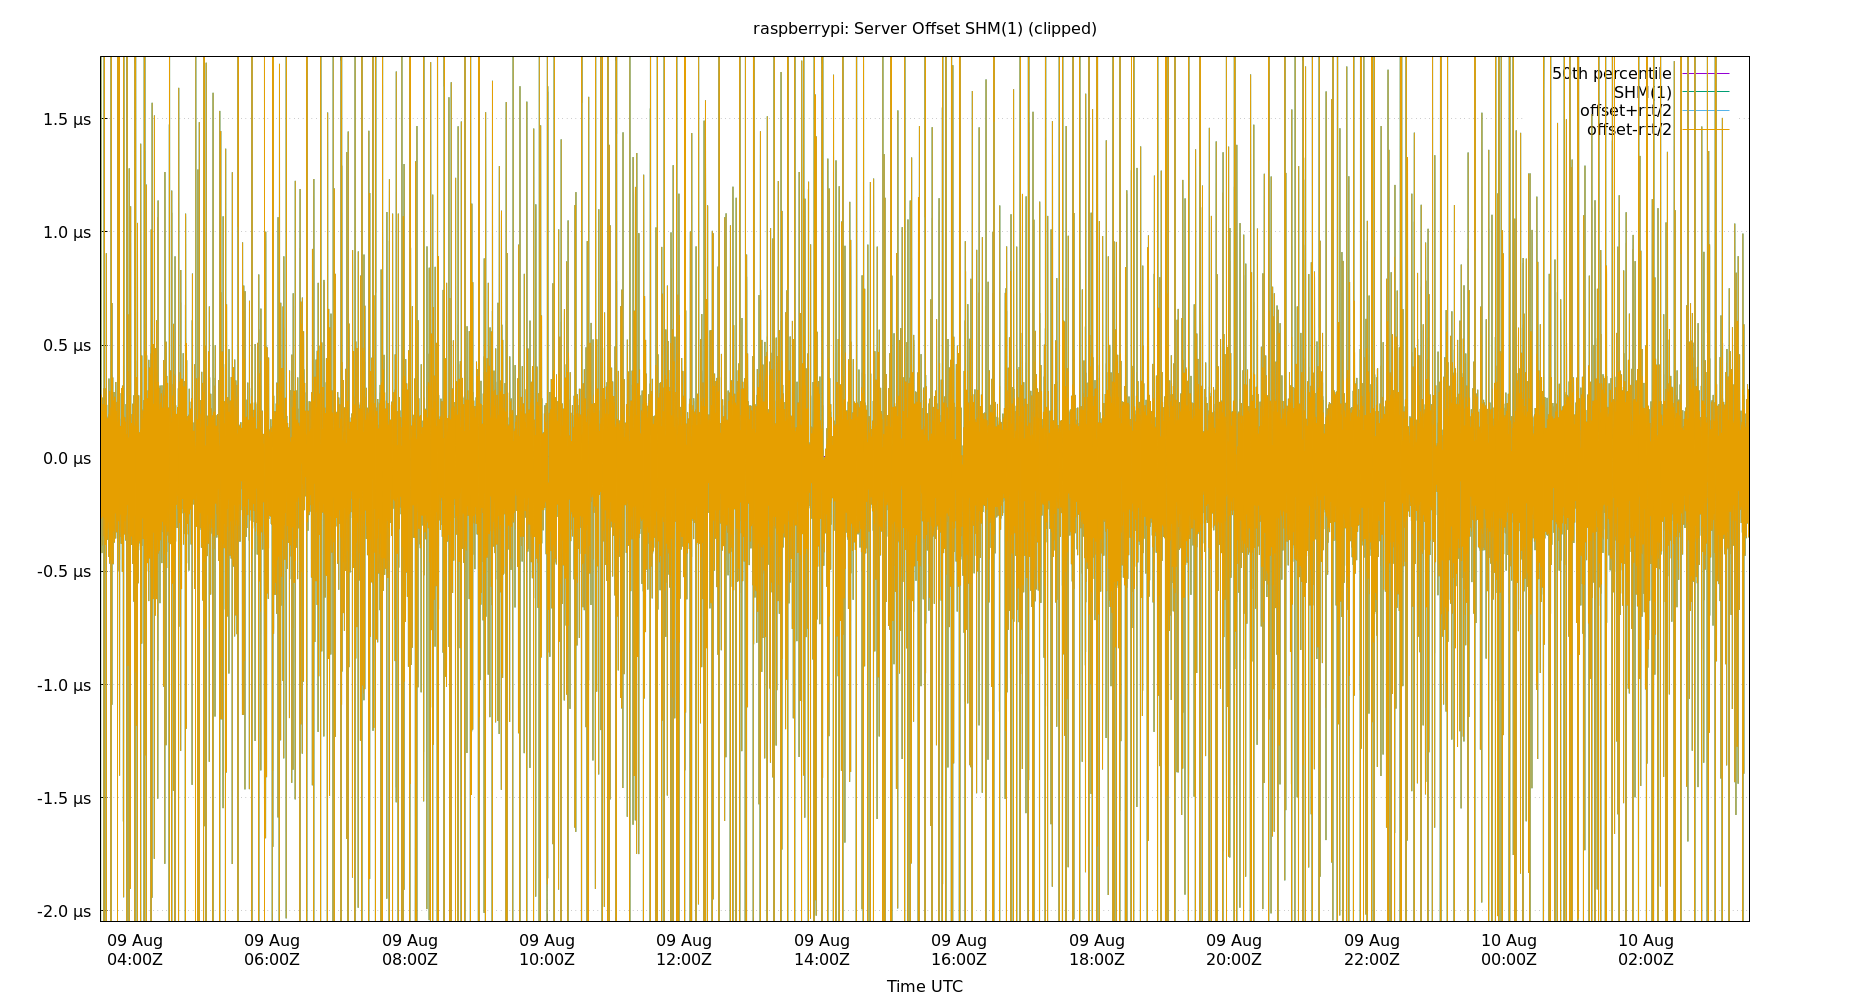 raspberrypi: Server Offset SHM(1) (clipped)
50th percentile
SHM(1)
offset+rtt/2
offset-rtt/2
1.5 µs
1.0 µs
0.5 µs
0.0 µs
-0.5 µs
-1.0 µs
-1.5 µs
-2.0 µs
09 Aug 09 Aug 09 Aug 09 Aug 09 Aug 09 Aug 09 Aug 09 Aug 09 Aug 09 Aug 10 Aug 10 Aug
04:00Z 06:00Z 08:00Z 10:00Z 12:00Z 14:00Z 16:00Z 18:00Z 20:00Z 22:00Z 00:00Z 02:00Z
Time UTC